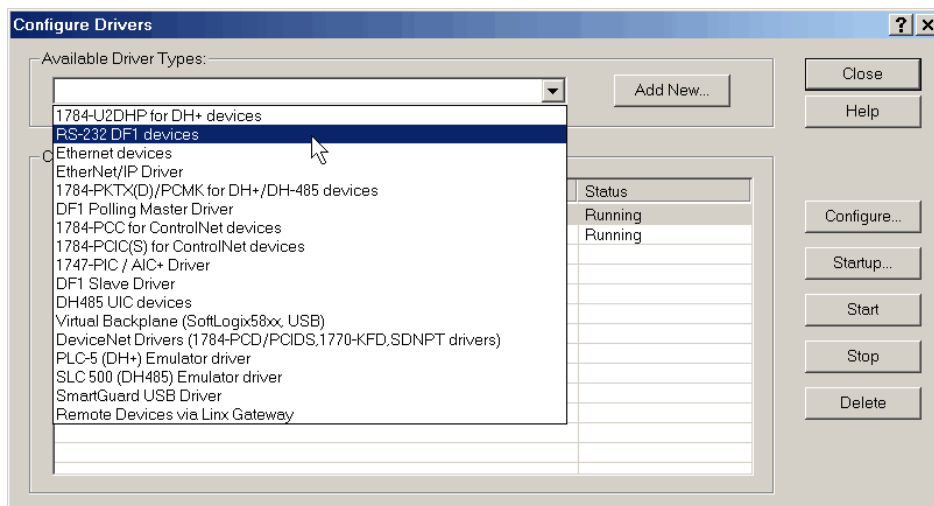 Configure Drivers
Available Driver Types:
Add New...
Close
Help
1784-U2DHP for DH+ devices
RS-232 DF1 devices
Ethernet devices
EtherNet/IP Driver
1784-PKTX(D)/PCMK for DH+/DH-485 devices
DF1 Polling Master Driver
1784-PCC for ControlNet devices
1784-PCIC(S) for ControlNet devices
1747-PIC / AIC+ Driver
DF1 Slave Driver
DH485 UIC devices
Virtual Backplane (SoftLogix58xx, USB)
DeviceNet Drivers (1784-PCD/PCIDS,1770-KFD,SDNPT drivers)
PLC-5 (DH+) Emulator driver
SLC 500 (DH485) Emulator driver
SmartGuard USB Driver
Remote Devices via Linx Gateway
Status
Running
Running
Configure...
Startup...
Start
Stop
Delete